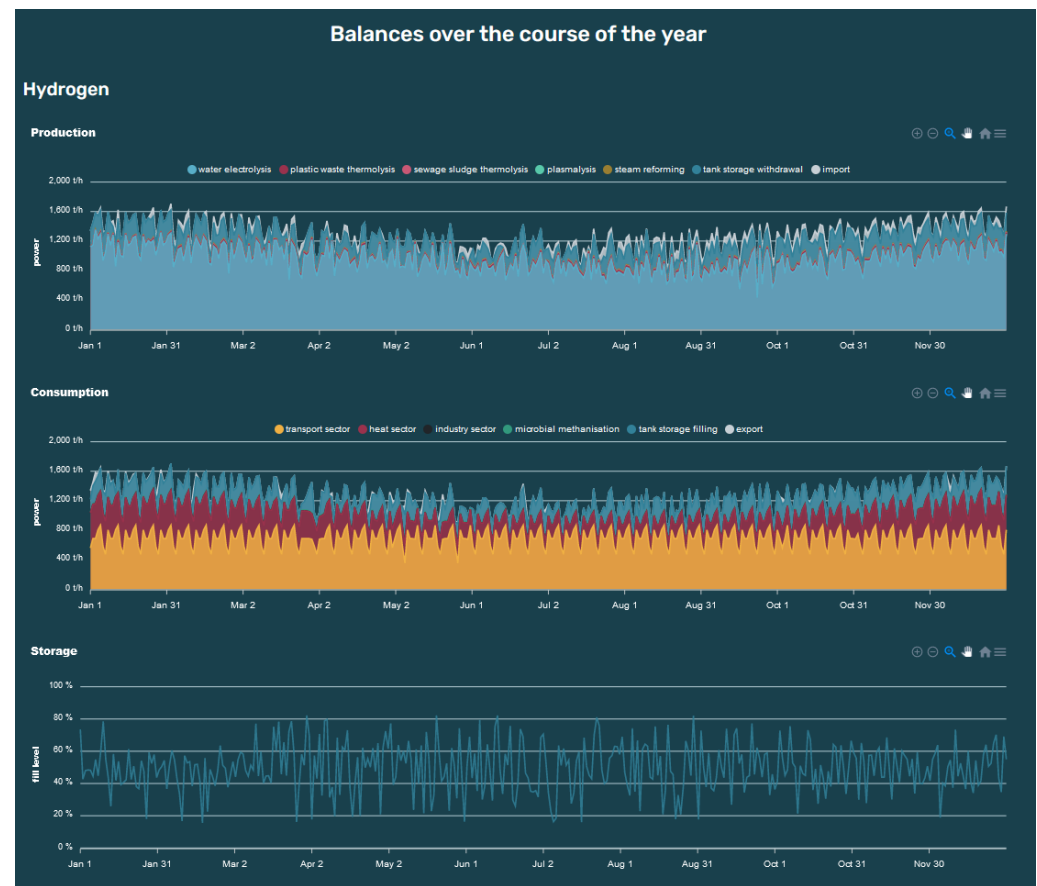 Balances over the course of the year
Hydrogen
Production
water electrolysis plastic waste thermolysis sewage sludge thermolysis plasmalysis steam reforming tank storage withdrawal import
2,000 t/h
1,600 t/h
1,200 t/h
800 t/h
400 t/h
0 t/h
power
Jan 1 Jan 31 Mar 2 Apr 2 May 2 Jun 1 Jul 2 Aug 1 Aug 31 Oct 1 Oct 31 Nov 30
Consumption
transport sector heat sector industry sector microbial methanisation tank storage filling export
2,000 t/h
1,600 t/h
1,200 t/h
800 t/h
400 t/h
0 t/h
power
Jan 1 Jan 31 Mar 2 Apr 2 May 2 Jun 1 Jul 2 Aug 1 Aug 31 Oct 1 Oct 31 Nov 30
Storage
100 %
80 %
60 %
40 %
20 %
0 %
fill level
Jan 1 Jan 31 Mar 2 Apr 2 May 2 Jun 1 Jul 2 Aug 1 Aug 31 Oct 1 Oct 31 Nov 30